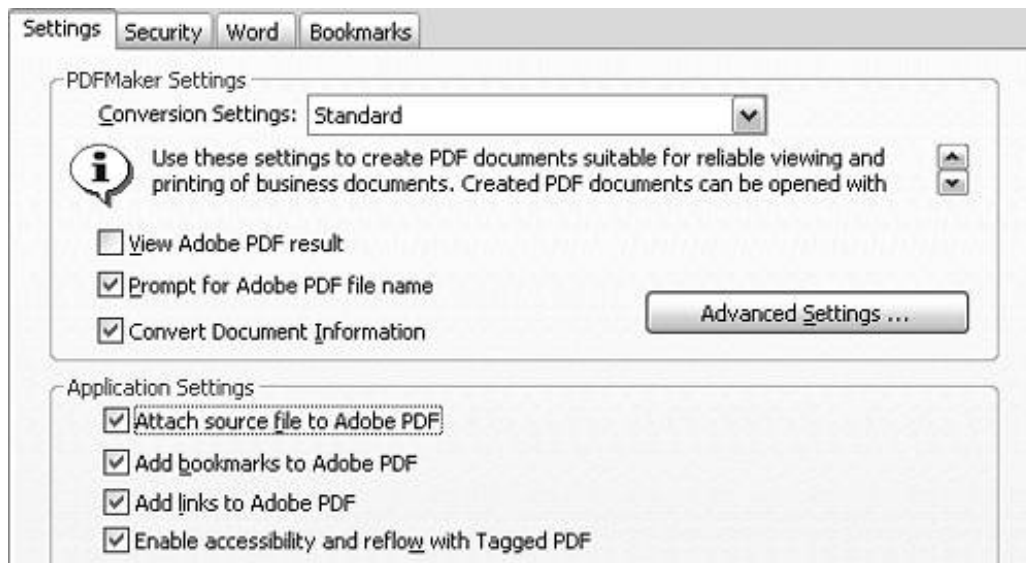 Settings Security Word Bookmarks
PDFMaker Settings
Conversion Settings: Standard
Use these settings to create PDF documents suitable for reliable viewing and
printing of business documents. Created PDF documents can be opened with
View Adobe PDF result
Prompt for Adobe PDF file name
Advanced Settings ...
Convert Document Information
Application Settings
Attach source file to Adobe PDF
Add bookmarks to Adobe PDF
Add links to Adobe PDF
Enable accessibility and reflow with Tagged PDF